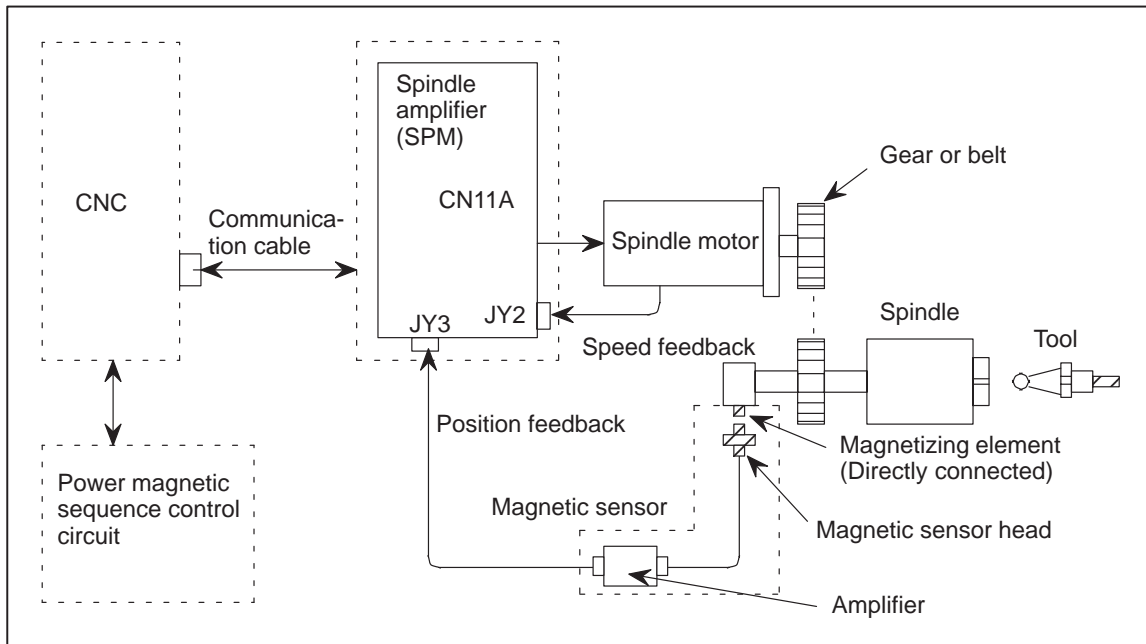 Spindle
amplifier
(SPM)
Gear or belt
CNC
CN11A
Communica-
tion cable
Spindle motor
JY3
JY2
Spindle
Tool
Speed feedback
Position feedback
Magnetizing element
(Directly connected)
Power magnetic
sequence control
circuit
Magnetic sensor
Magnetic sensor head
Amplifier